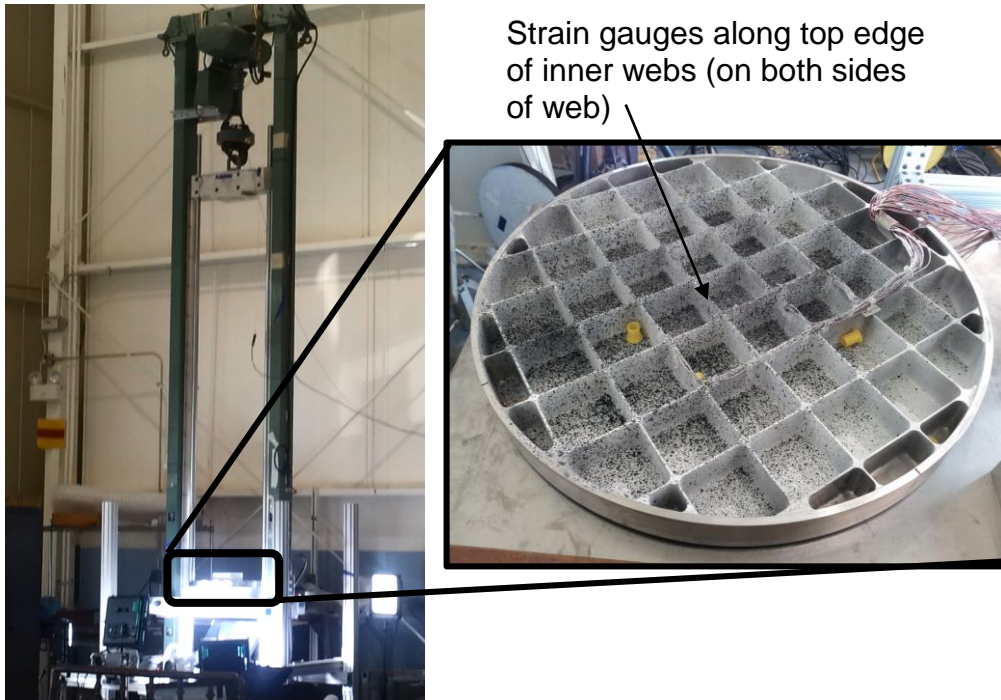 Strain gauges along top edge
of inner webs (on both sides
of web)